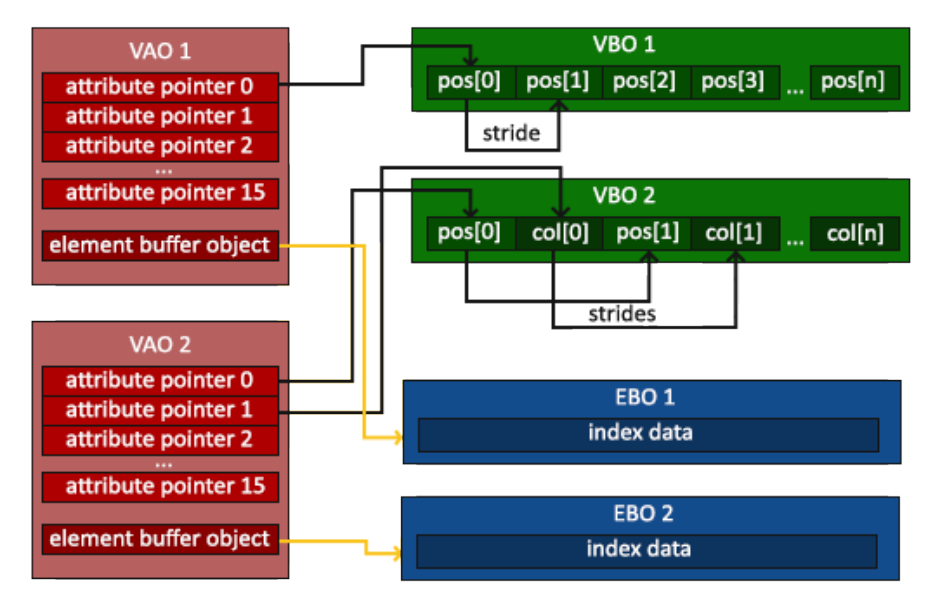 VAO 1
attribute pointer 0
attribute pointer 1
attribute pointer 2
...
attribute pointer 15
element buffer object
VAO 2
attribute pointer 0
attribute pointer 1
attribute pointer 2
...
attribute pointer 15
element buffer object
VBO 1
pos[0] pos[1] pos[2] pos[3] ... pos[n]
stride
VBO 2
pos[0] col[0] pos[1] col[1] ... col[n]
strides
EBO 1
index data
EBO 2
index data